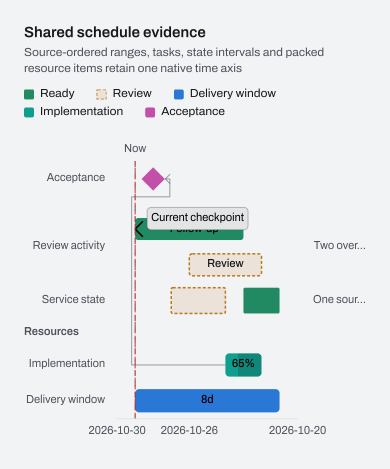 Shared schedule evidence
Source-ordered ranges, tasks, state intervals and packed
resource items retain one native time axis
Ready Review Delivery window
Implementation Acceptance
Now
Acceptance
Current checkpoint
Follow-up
Review activity Two over...
Review
Service state One sour...
Resources
Implementation 65%
Delivery window 8d
2026-10-30 2026-10-26 2026-10-20